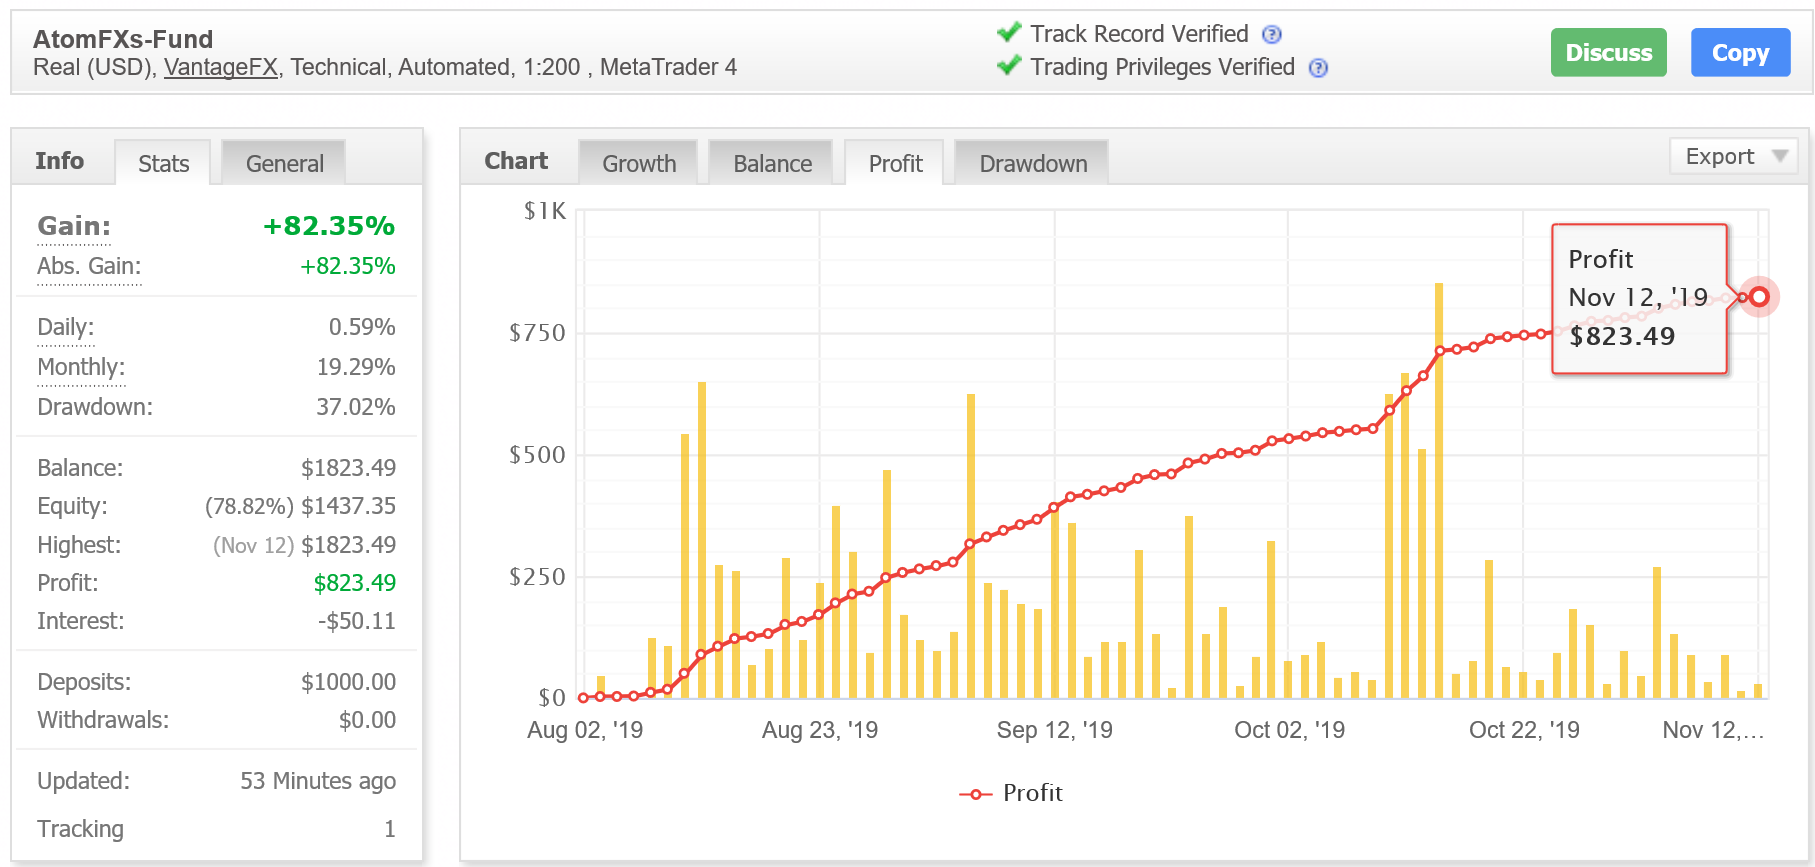 AtomFXs-Fund
Real (USD), VantageFX, Technical, Automated, 1:200 , MetaTrader 4
Track Record Verified ?
Trading Privileges Verified ?
Discuss
Copy
Info
Stats
General
Gain: +82.35%
Abs. Gain: +82.35%
Daily: 0.59%
Monthly: 19.29%
Drawdown: 37.02%
Balance: $1823.49
Equity: (78.82%) $1437.35
Highest: (Nov 12) $1823.49
Profit: $823.49
Interest: -$50.11
Deposits: $1000.00
Withdrawals: $0.00
Updated: 53 Minutes ago
Tracking 1
Chart
Growth
Balance
Profit
Drawdown
Export
$1K
$750
$500
$250
$0
Profit
Nov 12, '19
$823.49
Aug 02, '19
Aug 23, '19
Sep 12, '19
Oct 02, '19
Oct 22, '19
Nov 12,...
Profit